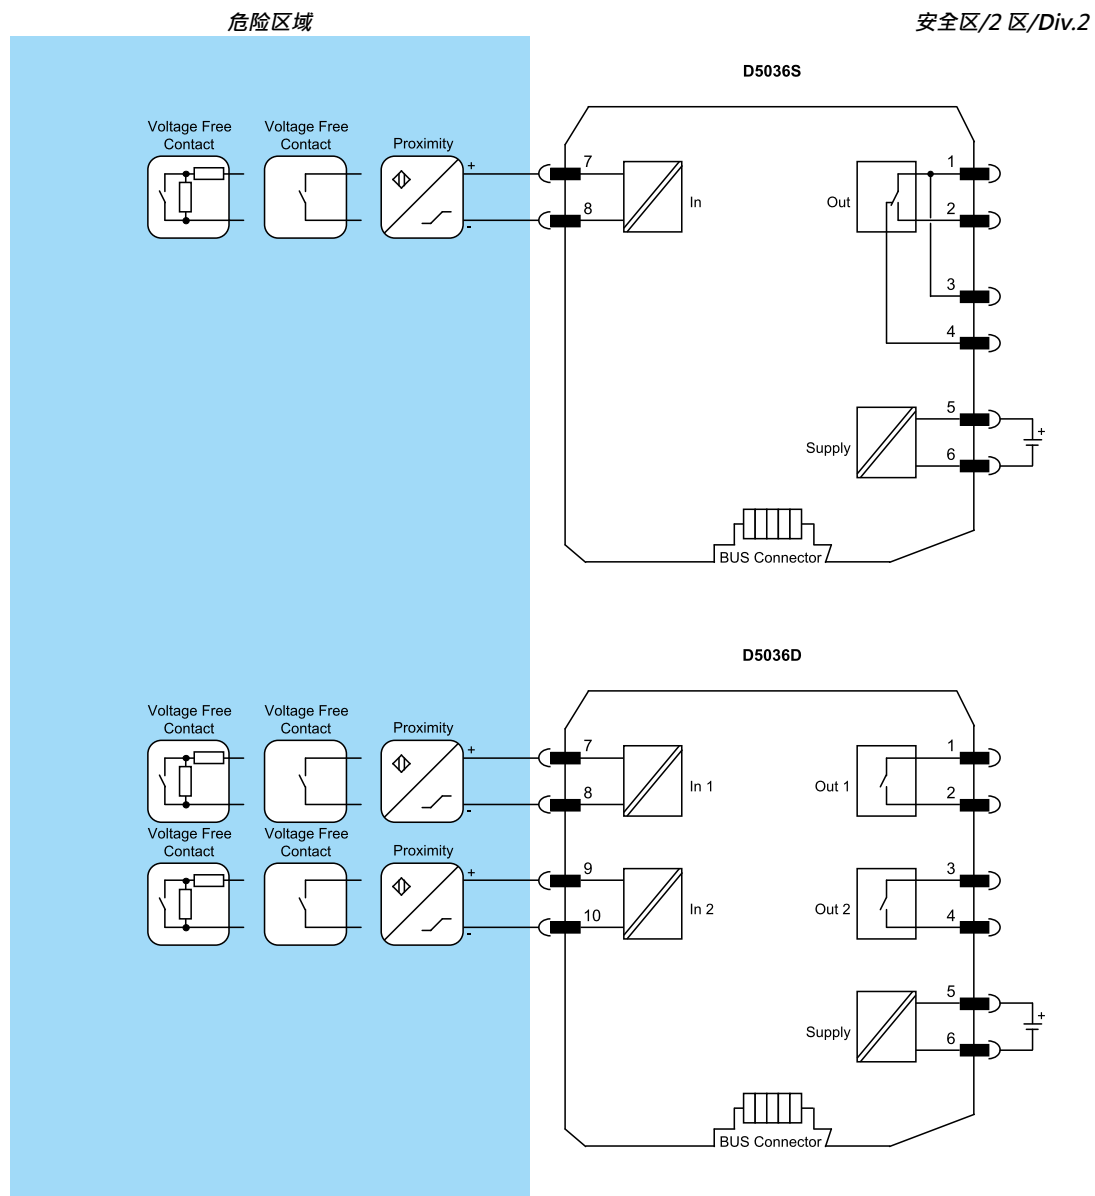 危险区域
安全区/2 区/Div.2
D5036S
Voltage Free
Contact
Voltage Free
Contact
Proximity
+
-
7
8
In
Out
1
2
3
4
Supply
5
6
+
BUS Connector
D5036D
Voltage Free
Contact
Voltage Free
Contact
Proximity
+
-
7
8
In 1
Out 1
1
2
Voltage Free
Contact
Voltage Free
Contact
Proximity
+
-
9
10
In 2
Out 2
3
4
Supply
5
6
+
BUS Connector